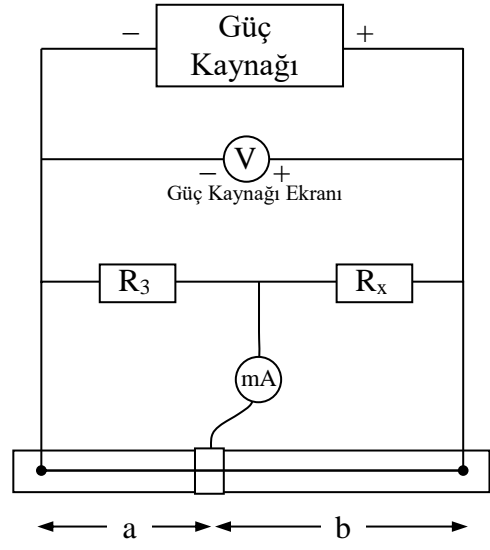 − Güç +
Kaynağı
V
− +
Güç Kaynağı Ekranı
R₃ Rₓ
mA
a b